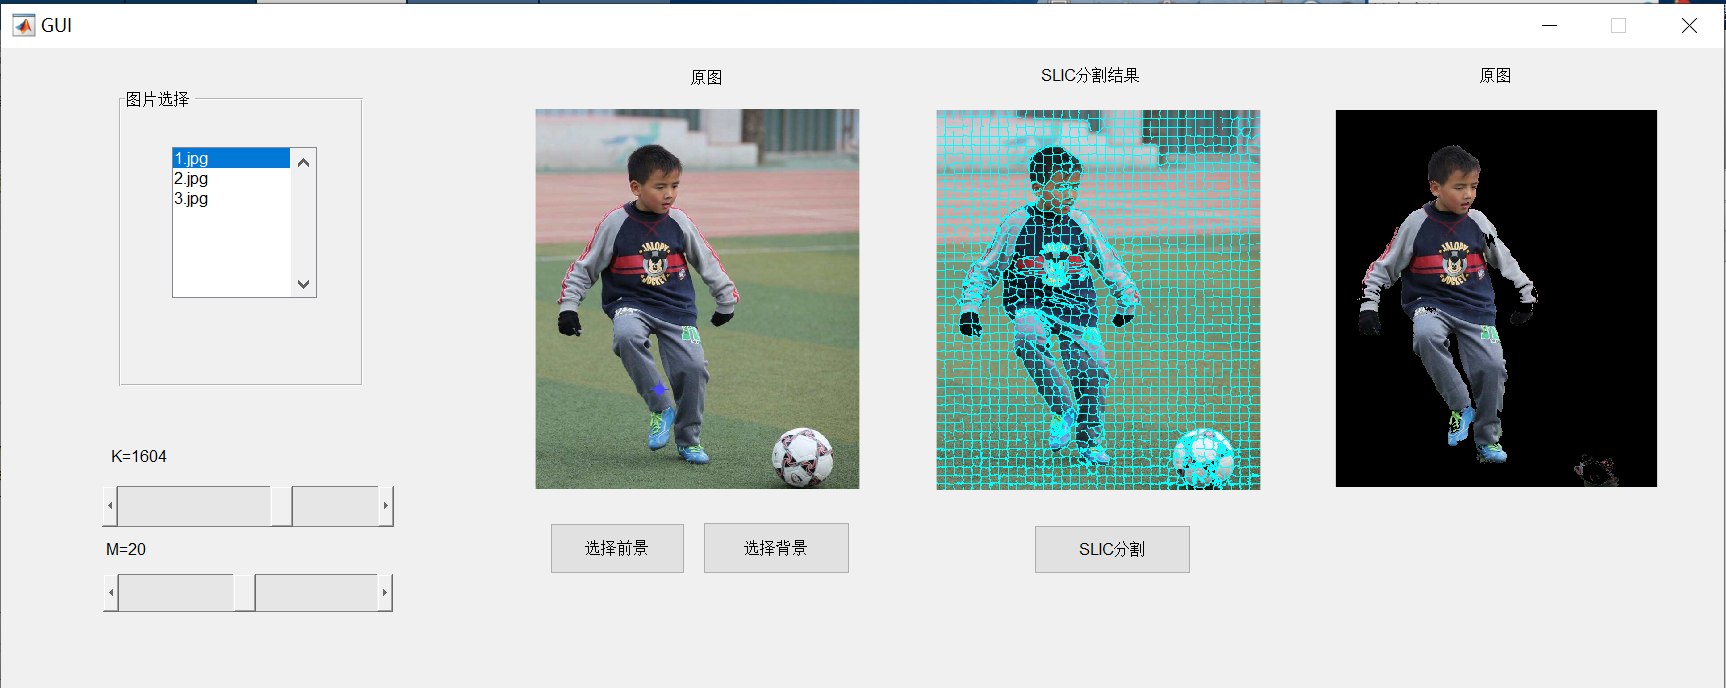 GUI
图片选择
1.jpg
2.jpg
3.jpg
K=1604
M=20
原图
SLIC分割结果
原图
JALOPY
JOCKEY
选择前景
选择背景
SLIC分割